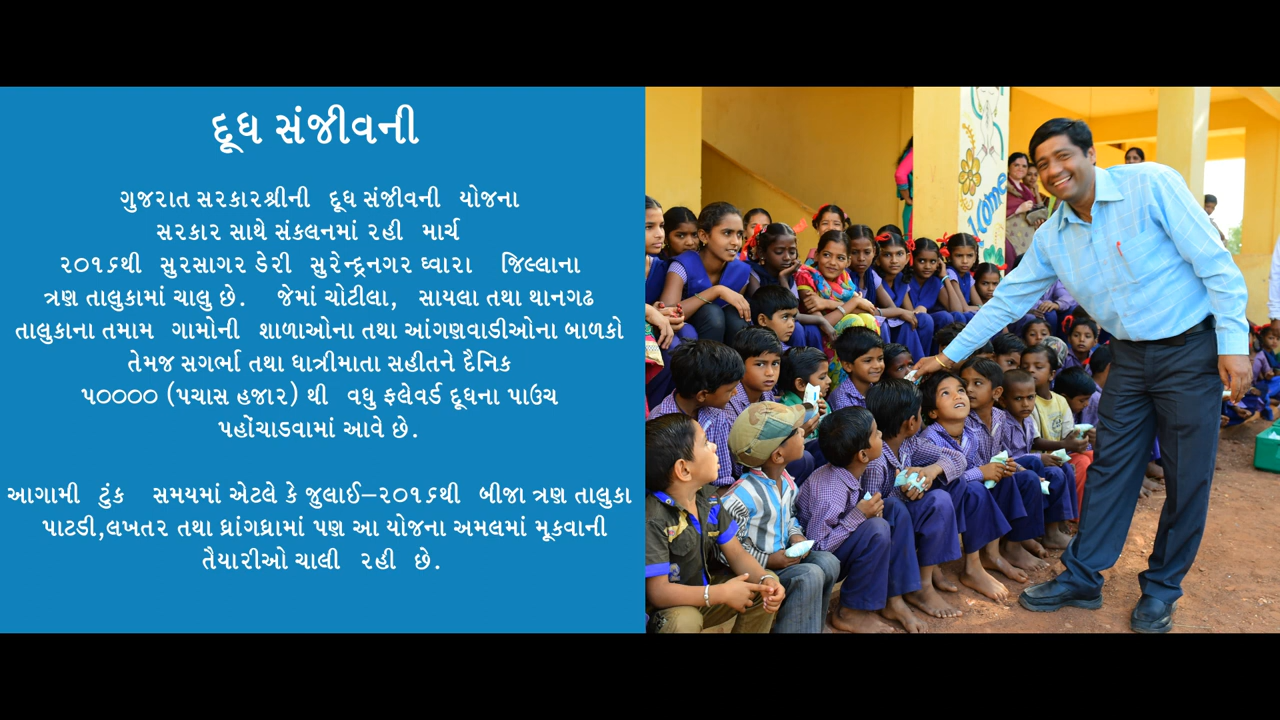 દૂધ સંજીવની
ગુજરાત સરકારશ્રીની દૂધ સંજીવની યોજના
સરકાર સાથે સંકલનમાં રહી માર્ચ
૨૦૧૬થી સુરસાગર ડેરી સુરેન્દ્રનગર ઘ્વારા જિલ્લાના
ત્રણ તાલુકામાં ચાલુ છે. જેમાં ચોટીલા, સાયલા તથા થાનગઢ
તાલુકાના તમામ ગામોની શાળાઓના તથા આંગણવાડીઓના બાળકો
તેમજ સગર્ભા તથા ધાત્રીમાતા સહીતને દૈનિક
૫૦૦૦૦ (પચાસ હજાર) થી વધુ ફલેવર્ડ દૂધના પાઉચ
પહોંચાડવામાં આવે છે.
આગામી ટુંક સમયમાં એટલે કે જુલાઈ–૨૦૧૬થી બીજા ત્રણ તાલુકા
પાટડી,લખતર તથા ધ્રાંગધ્રામાં પણ આ યોજના અમલમાં મૂકવાની
તૈયારીઓ ચાલી રહી છે.